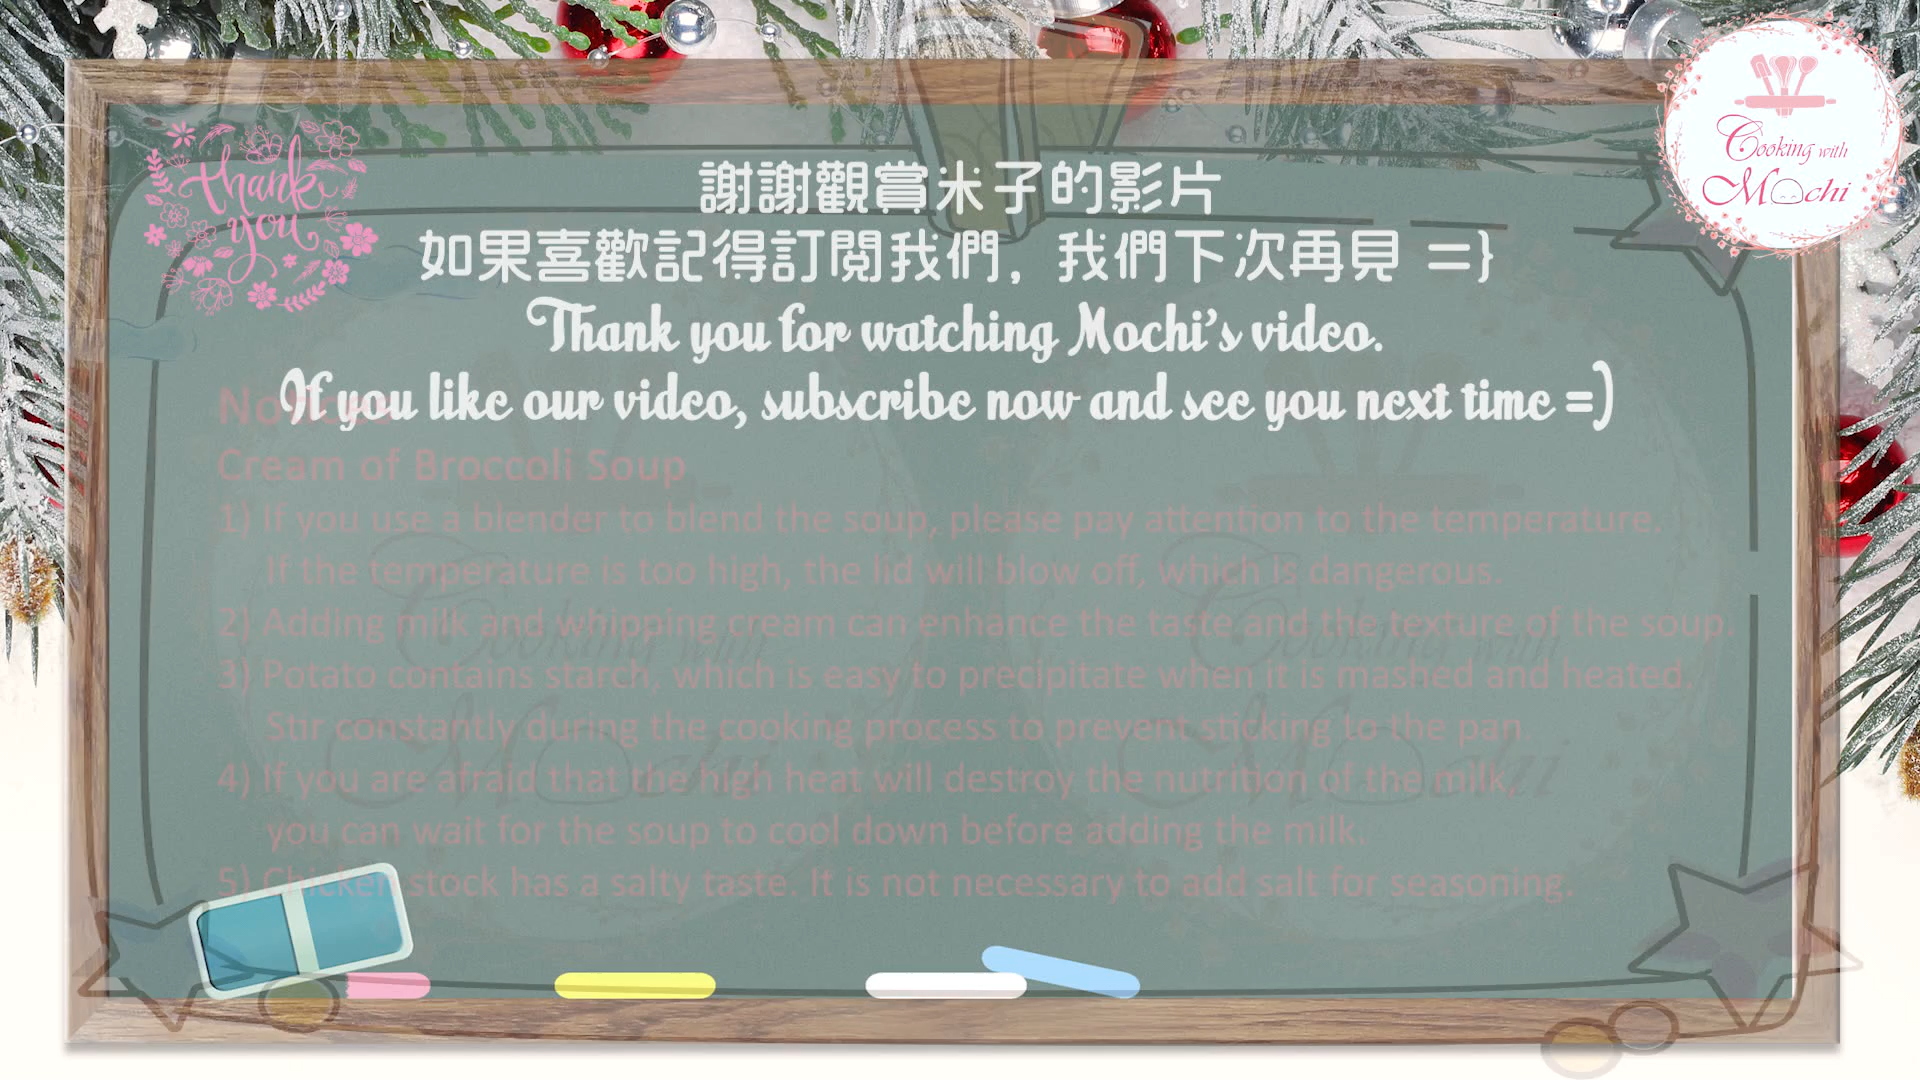 thank
you
Cooking with
Mochi
謝謝觀賞米子的影片
如果喜歡記得訂閱我們，我們下次再見 =}
Thank you for watching Mochi's video.
If you like our video, subscribe now and see you next time =)
Notices
Cream of Broccoli Soup
1) If you use a blender to blend the soup, please pay attention to the temperature.
If the temperature is too high, the lid will blow off, which is dangerous.
2) Adding milk and whipping cream can enhance the taste and the texture of the soup.
3) Potato contains starch, which is easy to precipitate when it is mashed and heated.
Stir constantly during the cooking process to prevent sticking to the pan.
4) If you are afraid that the high heat will destroy the nutrition of the milk,
you can wait for the soup to cool down before adding the milk.
5) Chicken stock has a salty taste. It is not necessary to add salt for seasoning.
Cooking with
Mochi
Cooking with
Mochi